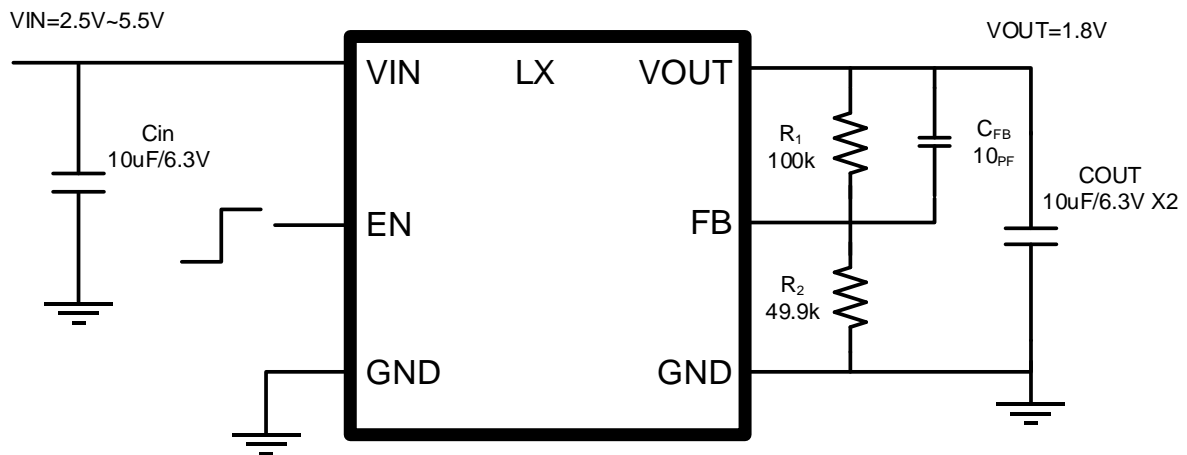 VIN=2.5V~5.5V
VOUT=1.8V
VIN
LX
VOUT
Cin
10uF/6.3V
R1
100k
CFB
10PF
COUT
10uF/6.3V X2
EN
FB
R2
49.9k
GND
GND